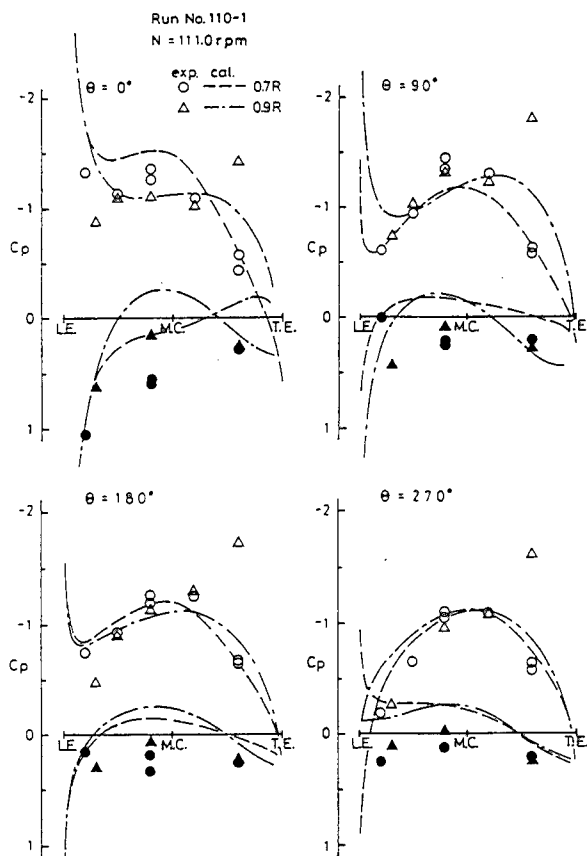 Run No. 110-1
N = 111.0 rpm
exp. cal.
0.7R
0.9R
θ = 0°
-2
-1
Cp
0
1
L.E.
M.C.
T.E.
θ = 90°
-2
-1
Cp
0
1
L.E.
M.C.
T.E.
θ = 180°
-2
-1
Cp
0
1
L.E.
M.C.
T.E.
θ = 270°
-2
-1
Cp
0
1
L.E.
M.C.
T.E.